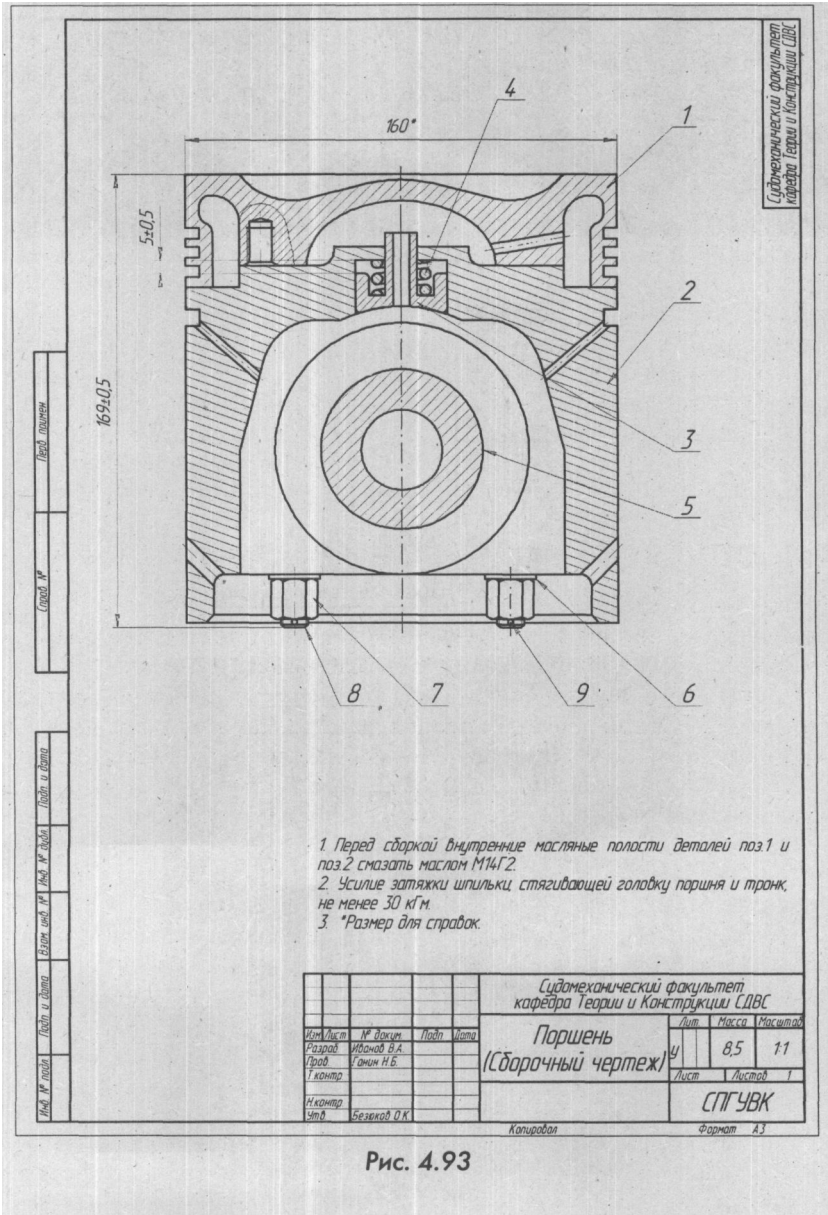 Судомеханический факультет
кафедра Теории и Конструкции СДВС
4
160*
1
5±0,5
2
169±0,5
3
5
8
7
9
6
Перв. примен.
Справ. №
Подп. и дата
Инв. № дубл.
Взам. инв. №
Подп. и дата
Инв. № подл.
1. Перед сборкой внутренние масляные полости деталей поз.1 и
поз.2 смазать маслом М14Г2.
2. Усилие затяжки шпильки, стягивающей головку поршня и тронк,
не менее 30 кГм.
3. *Размер для справок.
Судомеханический факультет
кафедра Теории и Конструкции СДВС
Изм. Лист № докум. Подп. Дата
Разраб. Иванов В.А.
Пров. Ганин Н.Б.
Т.контр.
Н.контр.
Утв. Безюков О.К.
Поршень
(Сборочный чертеж)
Лит. Масса Масштаб
у 8,5 1:1
Лист Листов 1
СПГУВК
Копировал Формат А3
Рис. 4.93